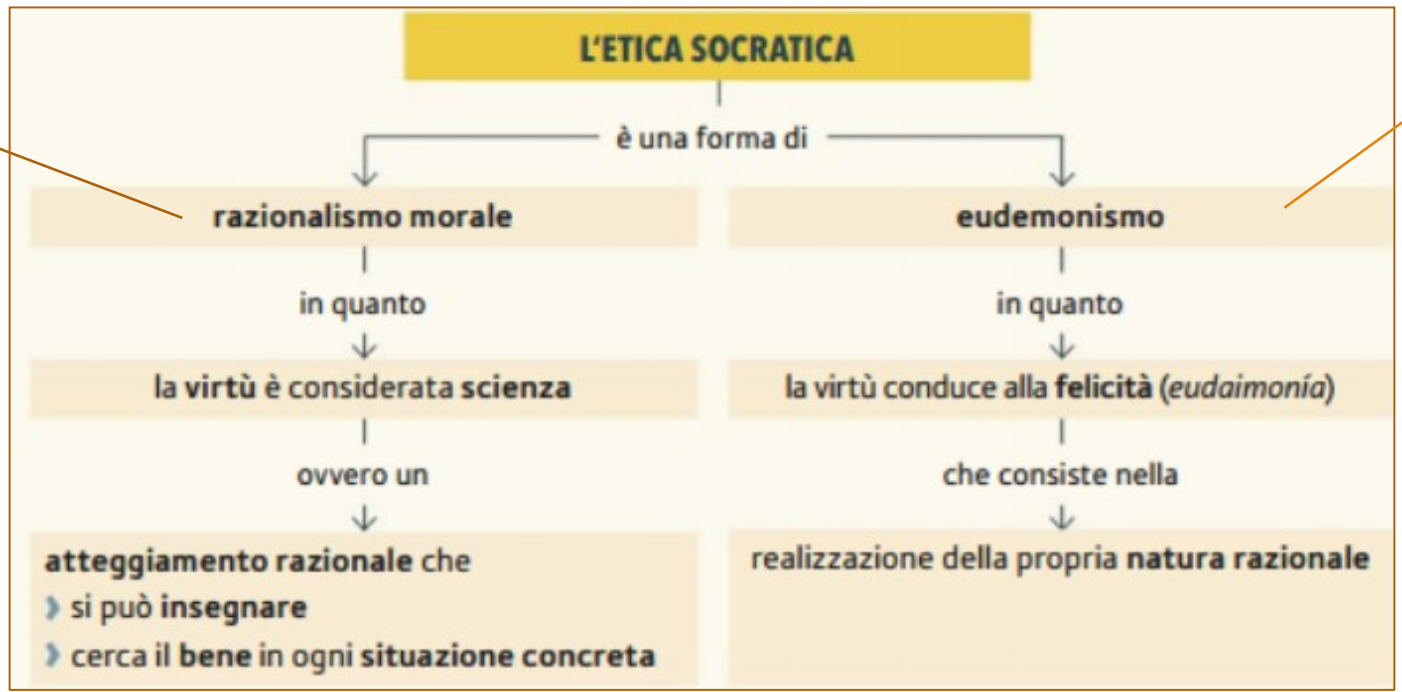 L'ETICA SOCRATICA
è una forma di
razionalismo morale
eudemonismo
in quanto
in quanto
la virtù è considerata scienza
la virtù conduce alla felicità (eudaimonía)
ovvero un
che consiste nella
atteggiamento razionale che
realizzazione della propria natura razionale
› si può insegnare
› cerca il bene in ogni situazione concreta